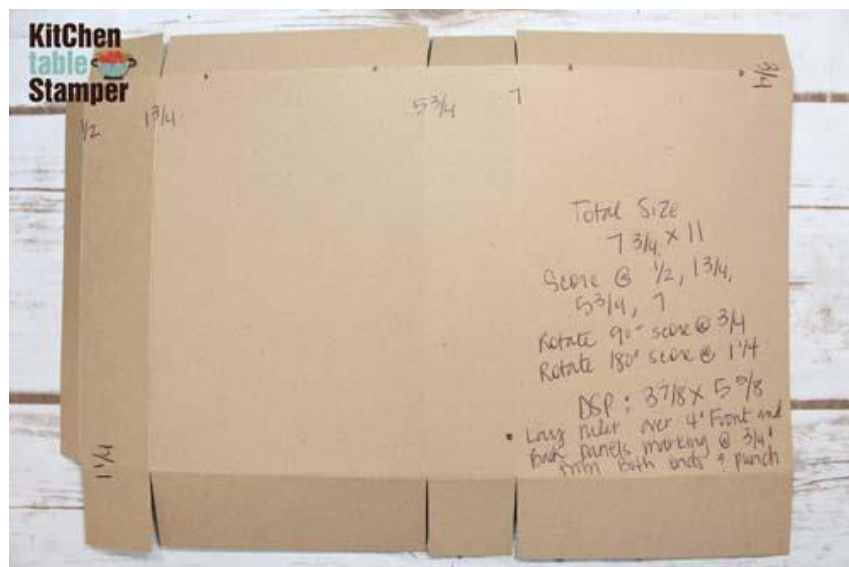 KitChen
table
Stamper
3/4
1/2
1 3/4
5 3/4
7
Total Size
7 3/4 x 11
Score @ 1/2, 1 3/4,
5 3/4, 7
Rotate 90° score @ 3/4
Rotate 180° score @ 1 1/4
DSP: 3 7/8 x 5 5/8
Lay ruler over 4" Front and
Back panels marking @ 3/4"
from both ends & punch
1 1/4